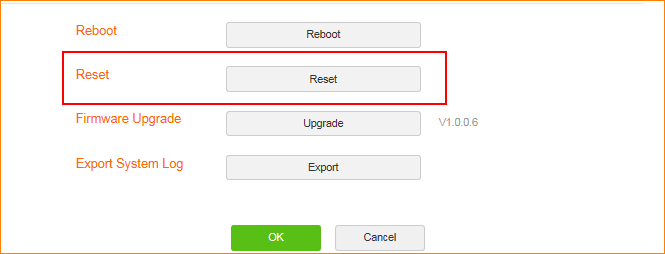 Reboot Reboot
Reset Reset
Firmware Upgrade Upgrade V1.0.0.6
Export System Log Export
OK Cancel